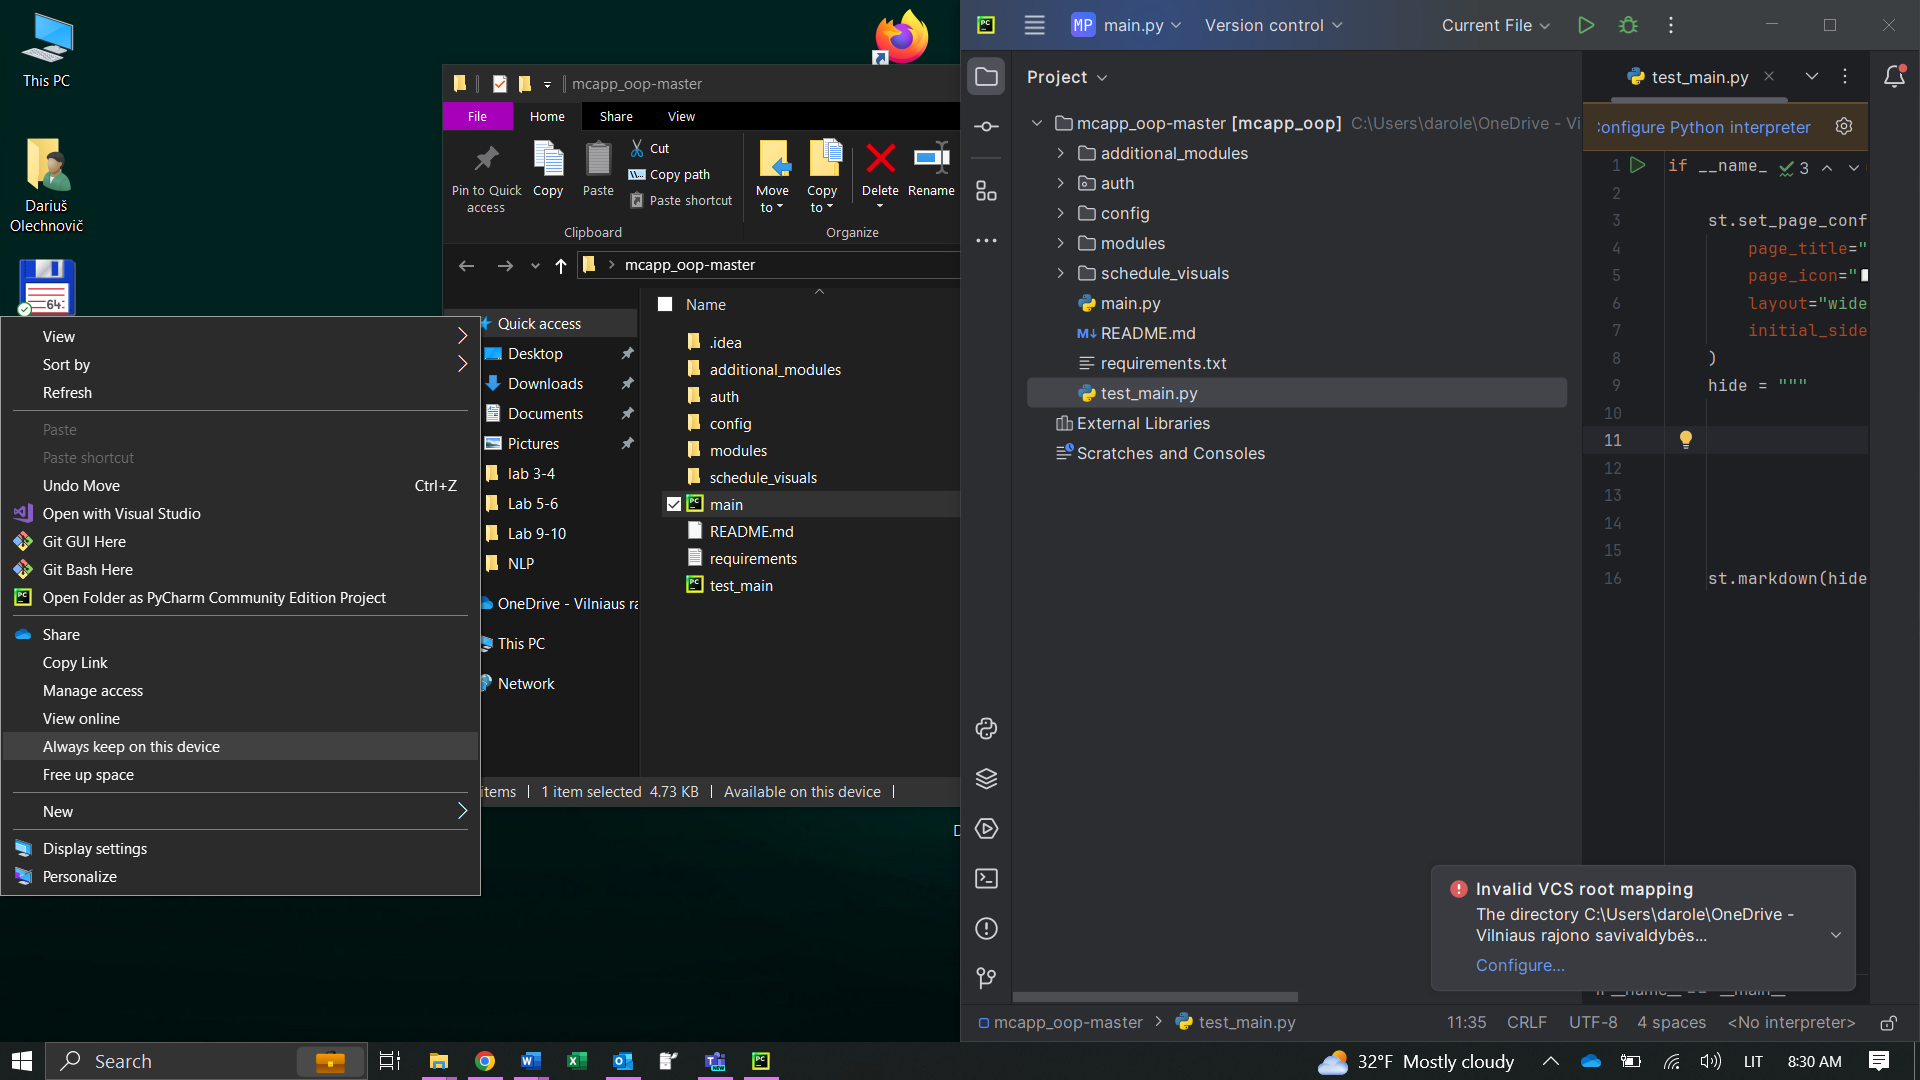 This PC
Dariuš
Olechnovič
64
View
Sort by
Refresh
Paste
Paste shortcut
Undo Move Ctrl+Z
Open with Visual Studio
Git GUI Here
Git Bash Here
Open Folder as PyCharm Community Edition Project
Share
Copy Link
Manage access
View online
Always keep on this device
Free up space
New
Display settings
Personalize
mcapp_oop-master
File Home Share View
Pin to Quick
access
Copy
Paste
Cut
Copy path
Paste shortcut
Clipboard
Move
to
Copy
to
Delete
Rename
Organize
mcapp_oop-master
Quick access
Desktop
Downloads
Documents
Pictures
lab 3-4
Lab 5-6
Lab 9-10
NLP
OneDrive - Vilniaus ra
This PC
Network
Name
.idea
additional_modules
auth
config
modules
schedule_visuals
main
README.md
requirements
test_main
items 1 item selected 4.73 KB Available on this device
PC MP main.py Version control Current File
Project
mcapp_oop-master [mcapp_oop] C:\Users\darole\OneDrive - Vi
additional_modules
auth
config
modules
schedule_visuals
main.py
README.md
requirements.txt
test_main.py
External Libraries
Scratches and Consoles
test_main.py
onfigure Python interpreter
1 if __name_ 3
2
3 st.set_page_conf
4 page_title="
5 page_icon="
6 layout="wide
7 initial_side
8 )
9 hide = """
10
11
12
13
14
15
16 st.markdown(hide
Invalid VCS root mapping
The directory C:\Users\darole\OneDrive -
Vilniaus rajono savivaldybės...
Configure...
if __name__ == '__main__
mcapp_oop-master > test_main.py 11:35 CRLF UTF-8 4 spaces <No interpreter>
Search 32°F Mostly cloudy LIT 8:30 AM